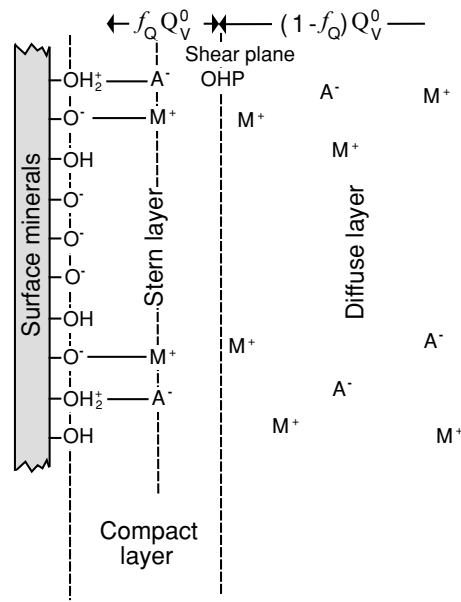 f_Q Q_V^0
(1-f_Q)Q_V^0
Shear plane
OHP
OH₂⁺ A⁻
A⁻ M⁺
O⁻ M⁺
M⁺
OH
M⁺
O⁻
O⁻
O⁻
OH
O⁻ M⁺
M⁺ A⁻
OH₂⁺ A⁻
A⁻
OH
M⁺ M⁺
Surface minerals
Stern layer
Diffuse layer
Compact
layer